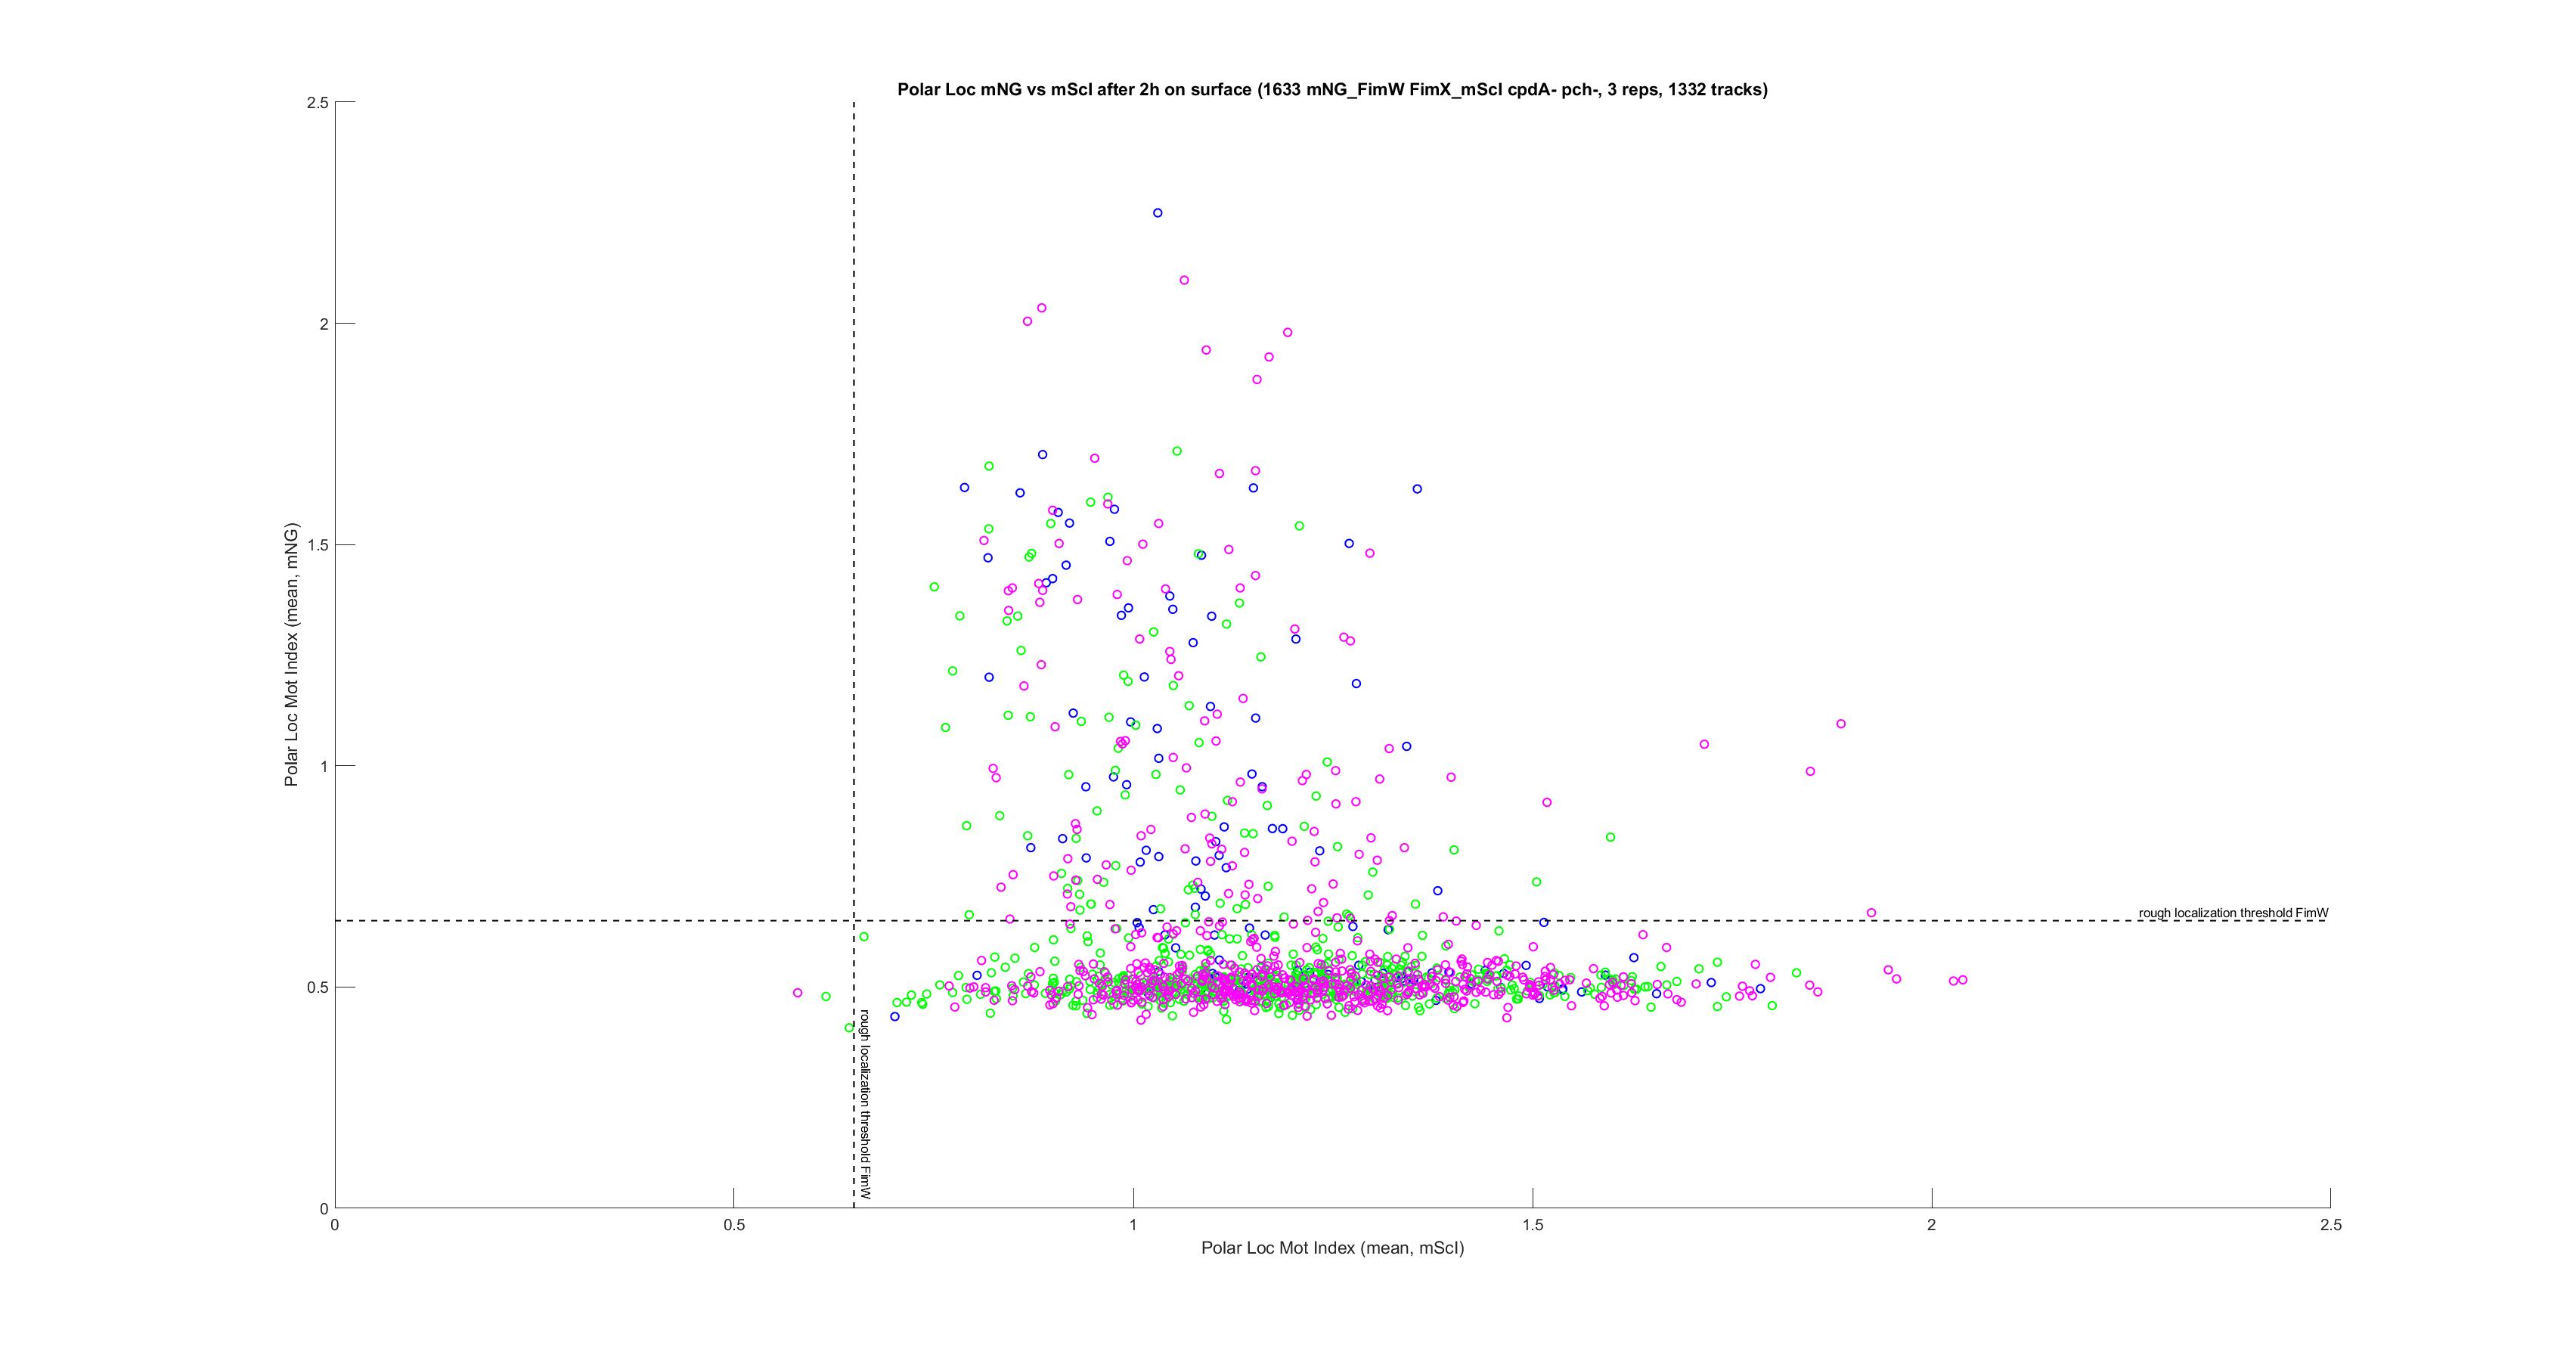 Polar Loc mNG vs mScI after 2h on surface (1633 mNG_FimW FimX_mScI cpdA- pch-, 3 reps, 1332 tracks)
2.5
2
1.5
1
0.5
0
Polar Loc Mot Index (mean, mNG)
rough localization threshold FimW
rough localization threshold FimW
0
0.5
1
1.5
2
2.5
Polar Loc Mot Index (mean, mScI)